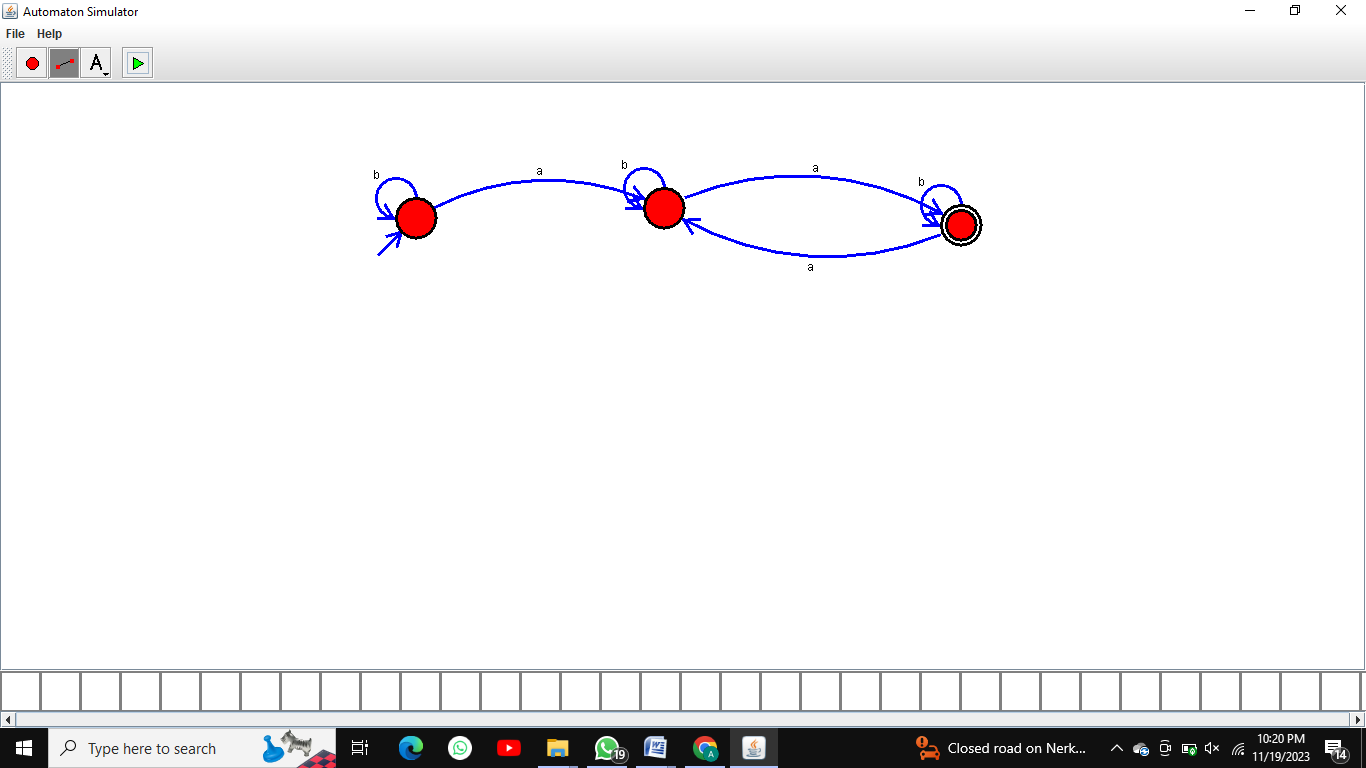 Automaton Simulator
File Help
A
b
a
b
a
b
a
Type here to search
19
W
A
Closed road on Nerk...
10:20 PM
11/19/2023
14